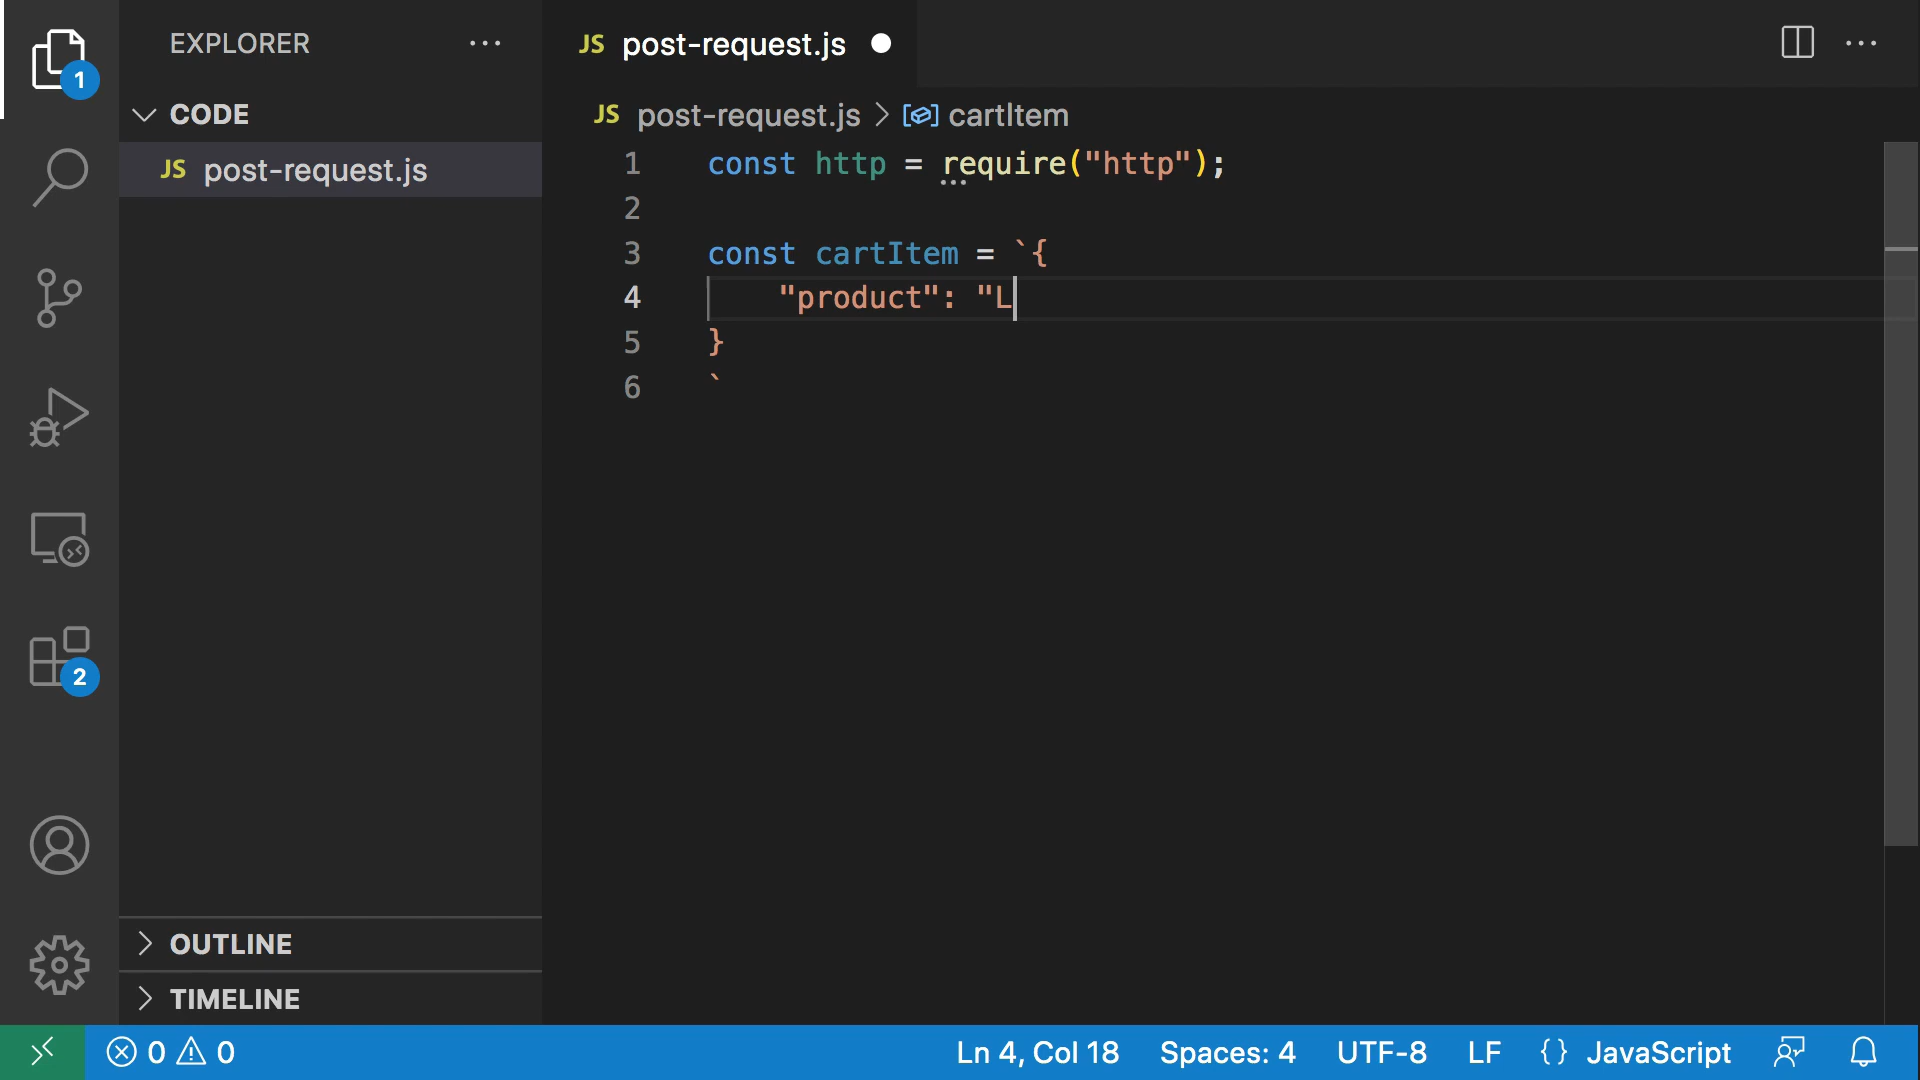 EXPLORER
JS post-request.js
1
CODE
JS post-request.js > cartItem
JS post-request.js
1 const http = require("http");
2
3 const cartItem = `{
4 "product": "L
5 }
6 `
2
OUTLINE
TIMELINE
0 0
Ln 4, Col 18 Spaces: 4 UTF-8 LF {} JavaScript